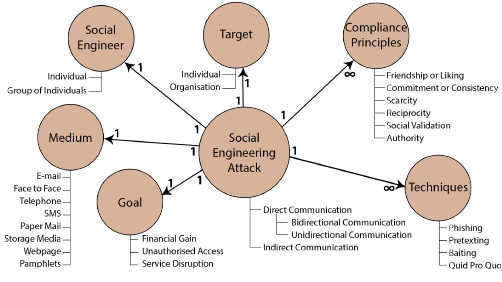 Social
Engineer
Individual
Group of Individuals
Target
Individual
Organisation
Compliance
Principles
Friendship or Liking
Commitment or Consistency
Scarcity
Reciprocity
Social Validation
Authority
Medium
E-mail
Face to Face
Telephone
SMS
Paper Mail
Storage Media
Webpage
Pamphlets
Goal
Financial Gain
Unauthorised Access
Service Disruption
Social
Engineering
Attack
Direct Communication
Bidirectional Communication
Unidirectional Communication
Indirect Communication
Techniques
Phishing
Pretexting
Baiting
Quid Pro Quo
1
1
1
1
1
∞
1
1
1
1
1
∞